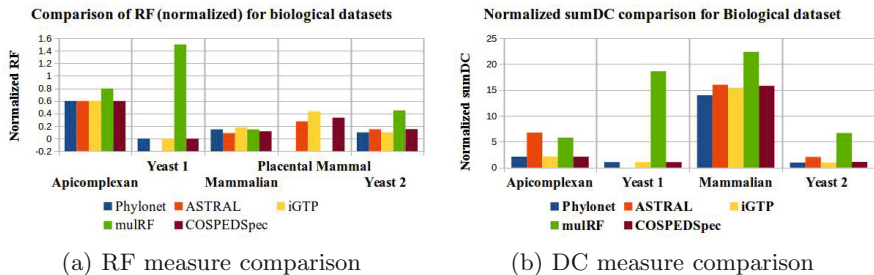 Comparison of RF (normalized) for biological datasets
Normalized RF
1.6
1.4
1.2
1
0.8
0.6
0.4
0.2
0
-0.2
Yeast 1 Placental Mammal
Apicomplexan Mammalian Yeast 2
Phylonet ASTRAL iGTP
mulRF COSPEDSpec
(a) RF measure comparison
Normalized sumDC comparison for Biological dataset
Normalized sumDC
25
20
15
10
5
0
Apicomplexan Yeast 1 Mammalian Yeast 2
Phylonet ASTRAL iGTP
mulRF COSPEDSpec
(b) DC measure comparison